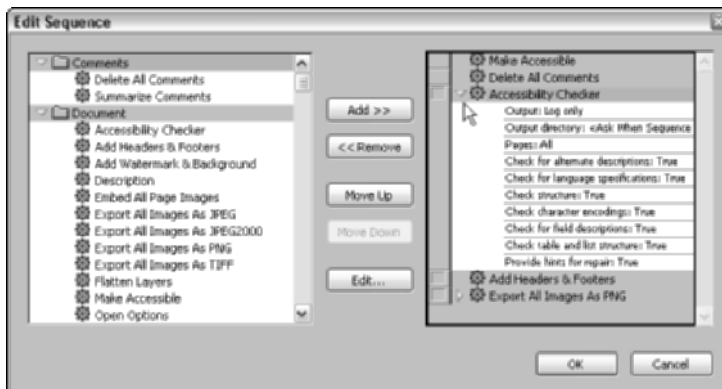 Edit Sequence
Comments
Delete All Comments
Summarize Comments
Document
Accessibility Checker
Add Headers & Footers
Add Watermark & Background
Description
Embed All Page Images
Export All Images As JPEG
Export All Images As JPEG2000
Export All Images As PNG
Export All Images As TIFF
Flatten Layers
Make Accessible
Open Options
Add >>
<< Remove
Move Up
Move Down
Edit...
Make Accessible
Delete All Comments
Accessibility Checker
Output: Log only
Output directory: <Ask When Sequence
Pages: All
Check for alternate descriptions: True
Check for language specifications: True
Check structure: True
Check character encodings: True
Check for field descriptions: True
Check table and list structure: True
Provide hints for repair: True
Add Headers & Footers
Export All Images As PNG
OK
Cancel